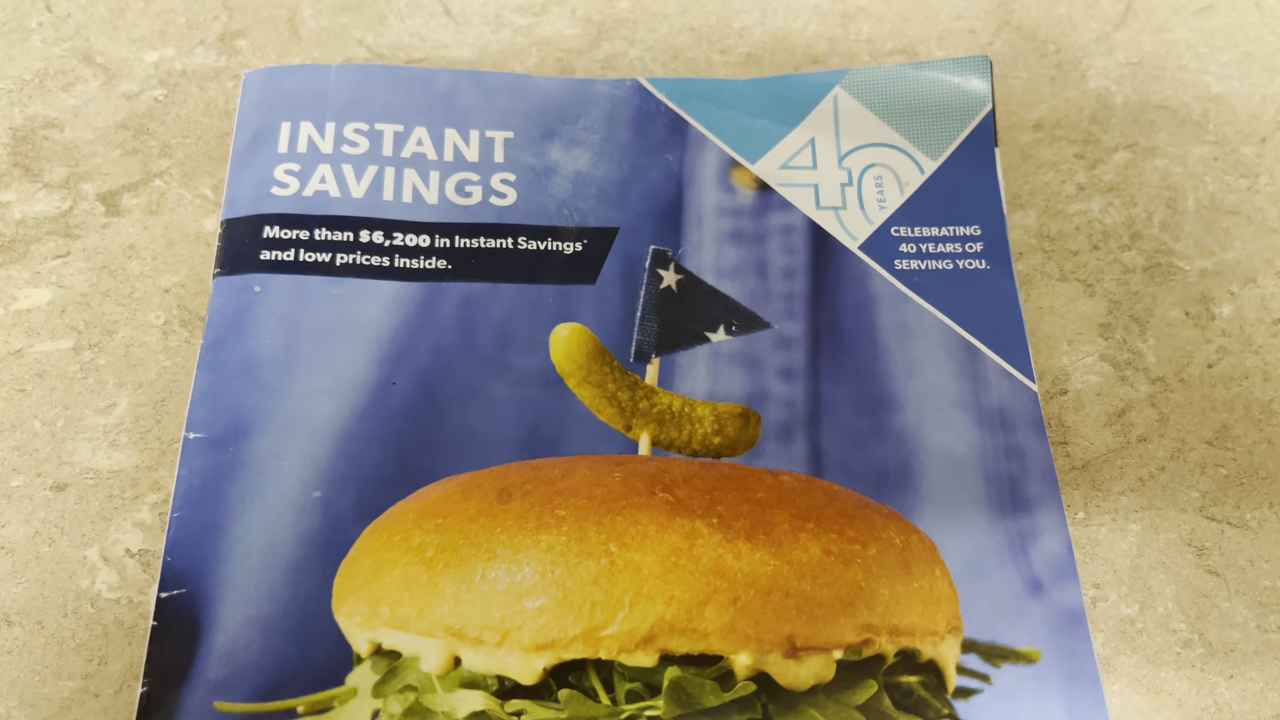 INSTANT
SAVINGS
More than $6,200 in Instant Savings*
and low prices inside.
40
YEARS
CELEBRATING
40 YEARS OF
SERVING YOU.